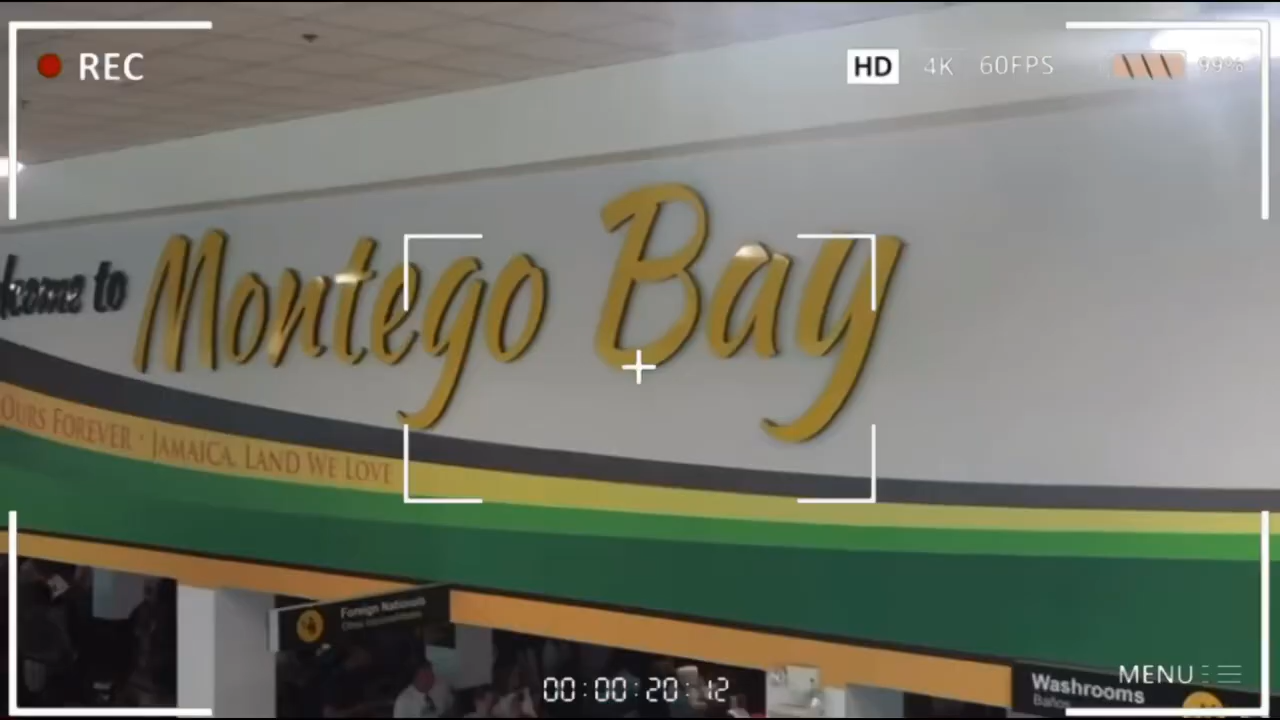 REC
HD 4K 60FPS 99%
to Montego Bay
OURS FOREVER · JAMAICA, LAND WE LOVE
Foreign Nationals
Washrooms
Baños
MENU
00:00:20:12